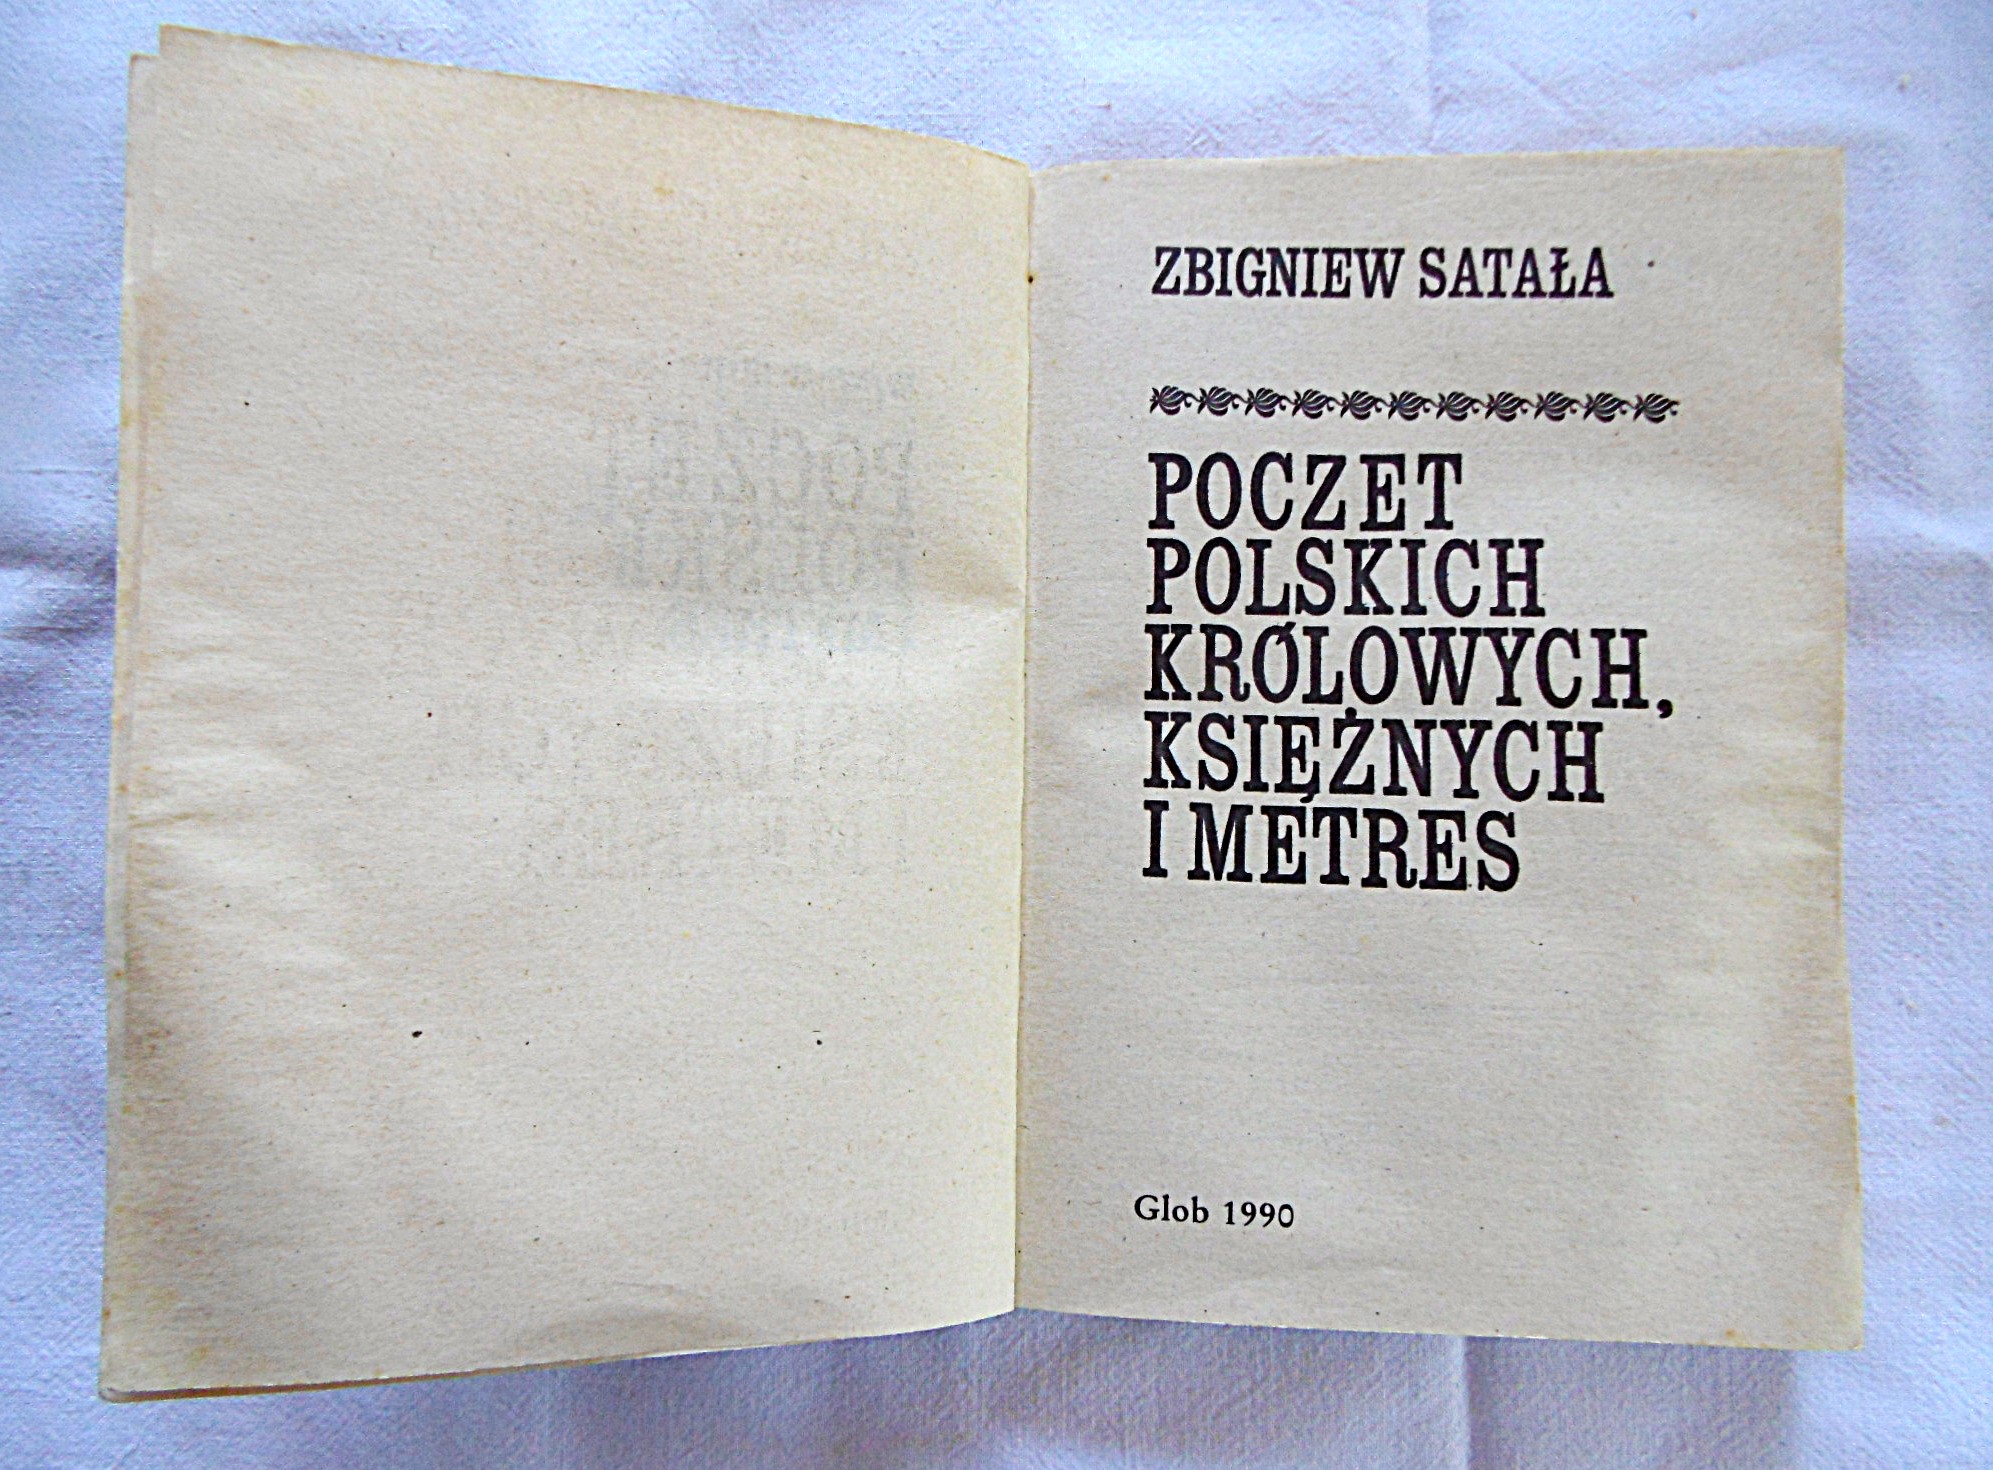 ZBIGNIEW SATAŁA
POCZET
POLSKICH
KRÓLOWYCH,
KSIĘŻNYCH
I METRES
Glob 1990